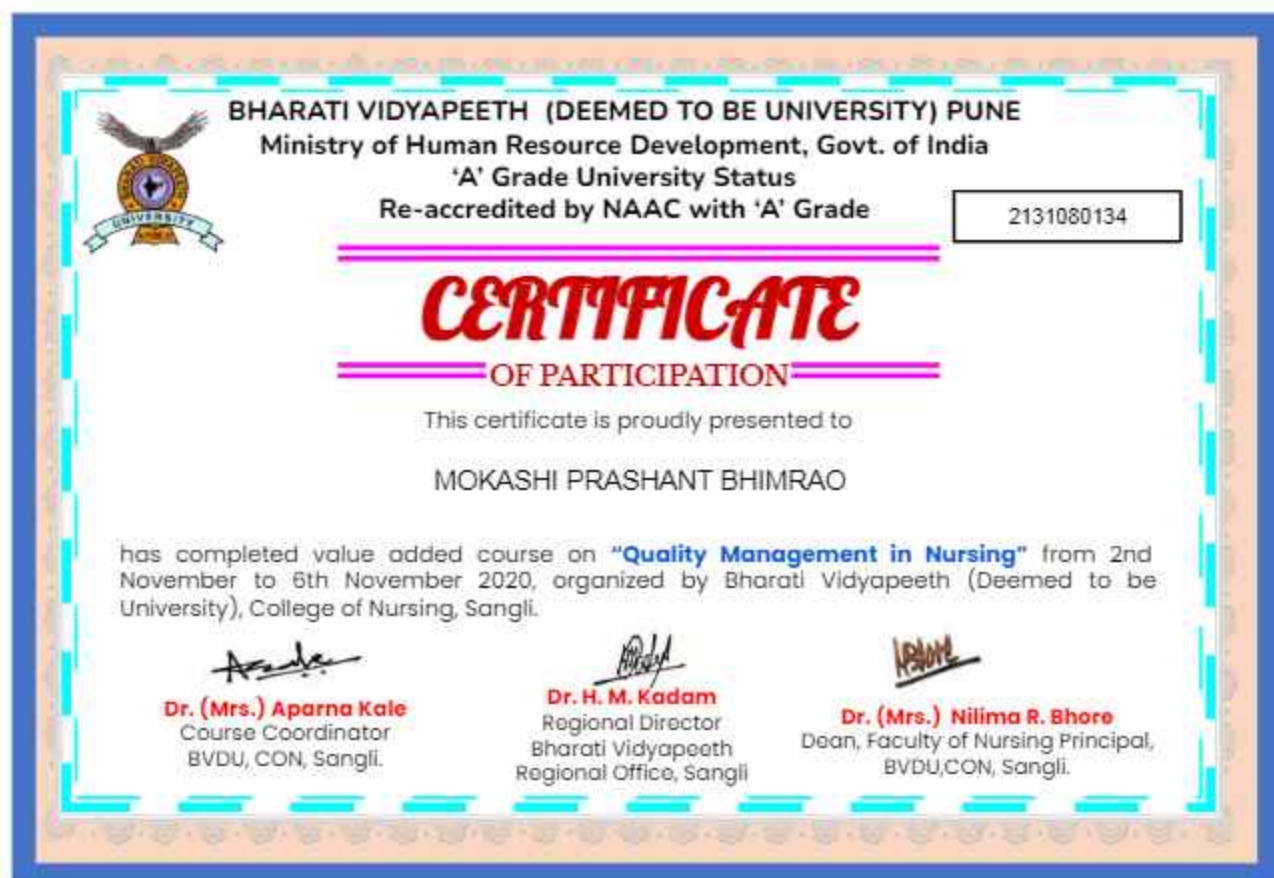 BHARATI VIDYAPEETH (DEEMED TO BE UNIVERSITY) PUNE
Ministry of Human Resource Development, Govt. of India
‘A’ Grade University Status
Re-accredited by NAAC with ‘A’ Grade
2131080134
BHARATI VIDYAPEETH
UNIVERSITY
CERTIFICATE
OF PARTICIPATION
This certificate is proudly presented to
MOKASHI PRASHANT BHIMRAO
has completed value added course on “Quality Management in Nursing” from 2nd
November to 6th November 2020, organized by Bharati Vidyapeeth (Deemed to be
University), College of Nursing, Sangli.
Dr. (Mrs.) Aparna Kale
Course Coordinator
BVDU, CON, Sangli.
Dr. H. M. Kadam
Regional Director
Bharati Vidyapeeth
Regional Office, Sangli
Dr. (Mrs.) Nilima R. Bhore
Dean, Faculty of Nursing Principal,
BVDU,CON, Sangli.